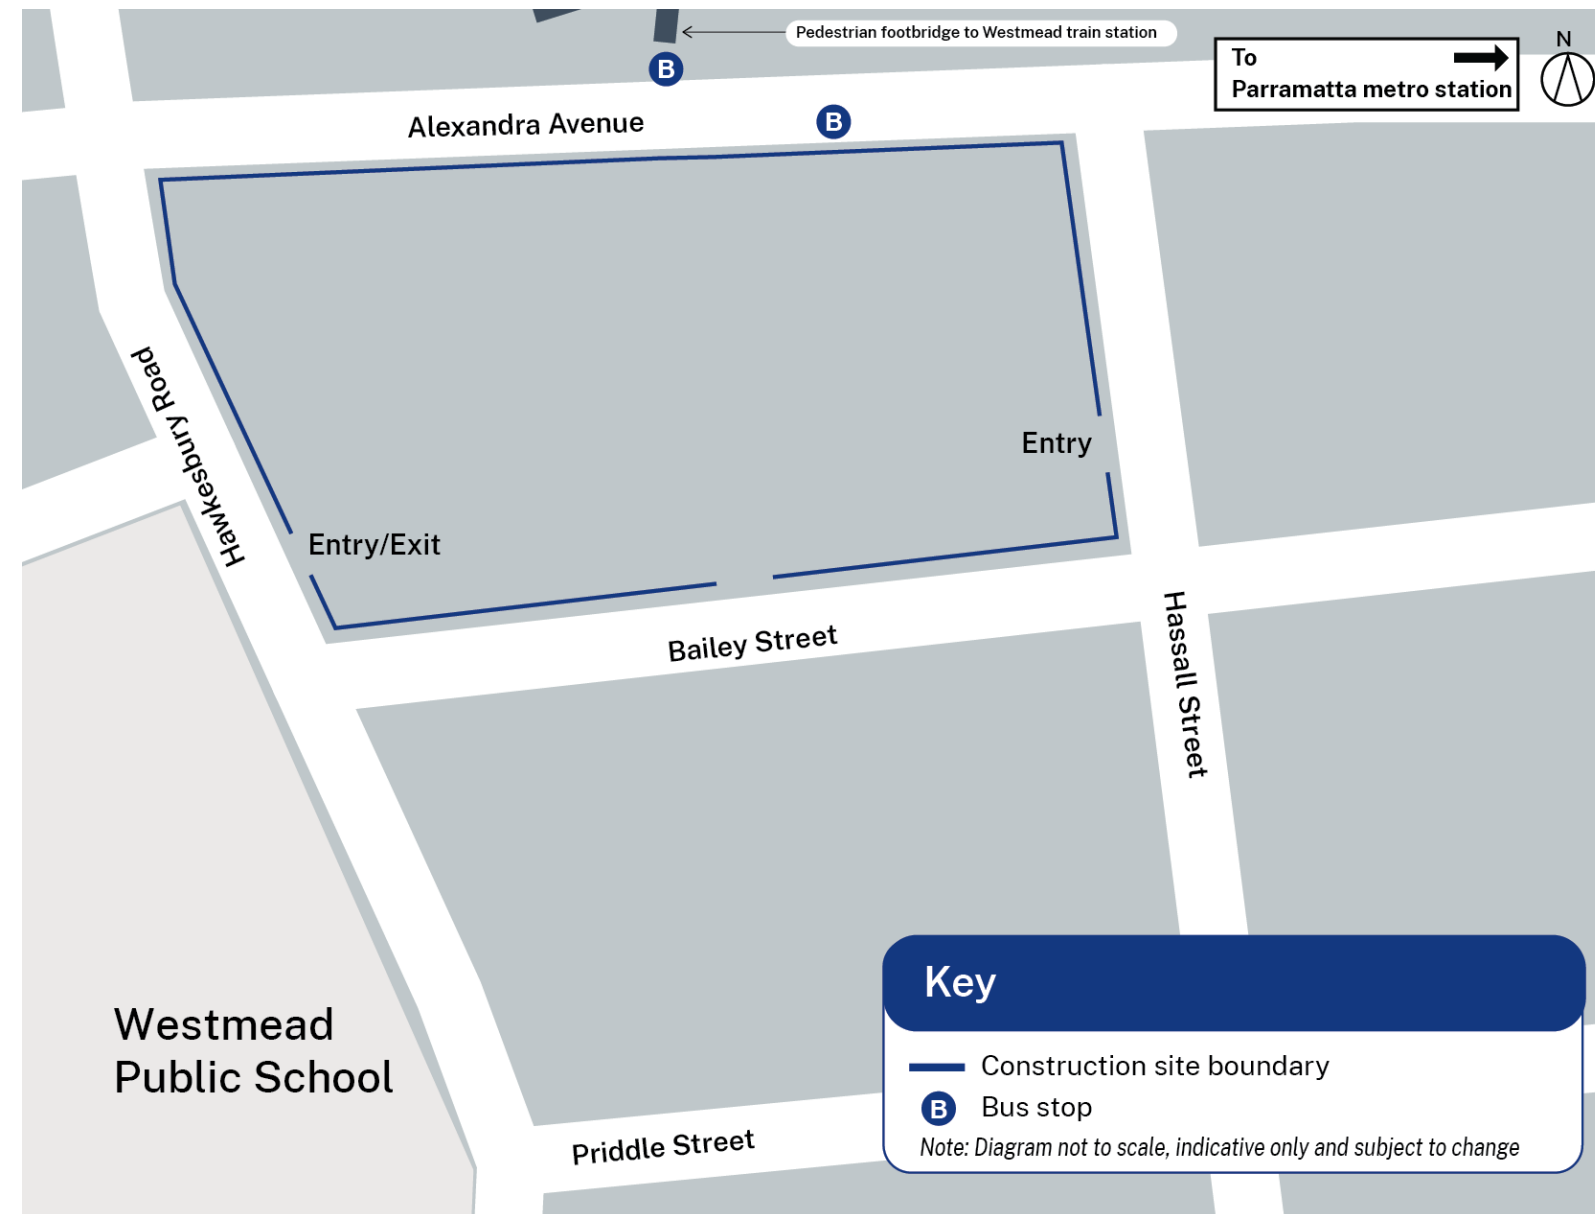 Pedestrian footbridge to Westmead train station
N
To
Parramatta metro station
B
B
Alexandra Avenue
Hawkesbury Road
Entry
Entry/Exit
Bailey Street
Hassall Street
Westmead
Public School
Priddle Street
Key
Construction site boundary
B Bus stop
Note: Diagram not to scale, indicative only and subject to change